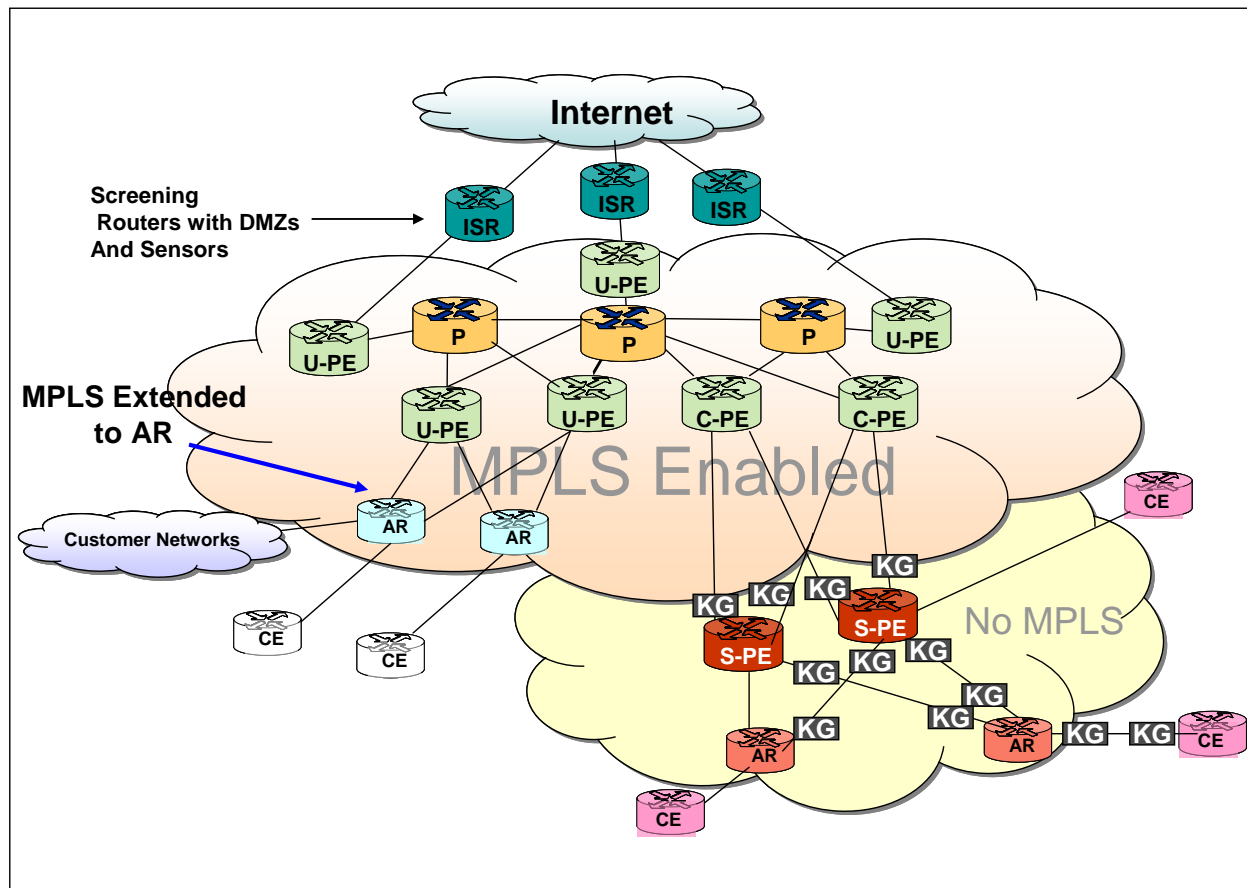 Internet
Screening
Routers with DMZs
And Sensors
ISR
ISR
ISR
U-PE
P
P
P
U-PE
U-PE
MPLS Extended
to AR
U-PE
U-PE
C-PE
C-PE
MPLS Enabled
CE
AR
AR
Customer Networks
KG
KG
KG
KG
CE
CE
S-PE
S-PE
No MPLS
KG
KG
KG
KG
KG
KG
AR
AR
KG
KG
CE
CE